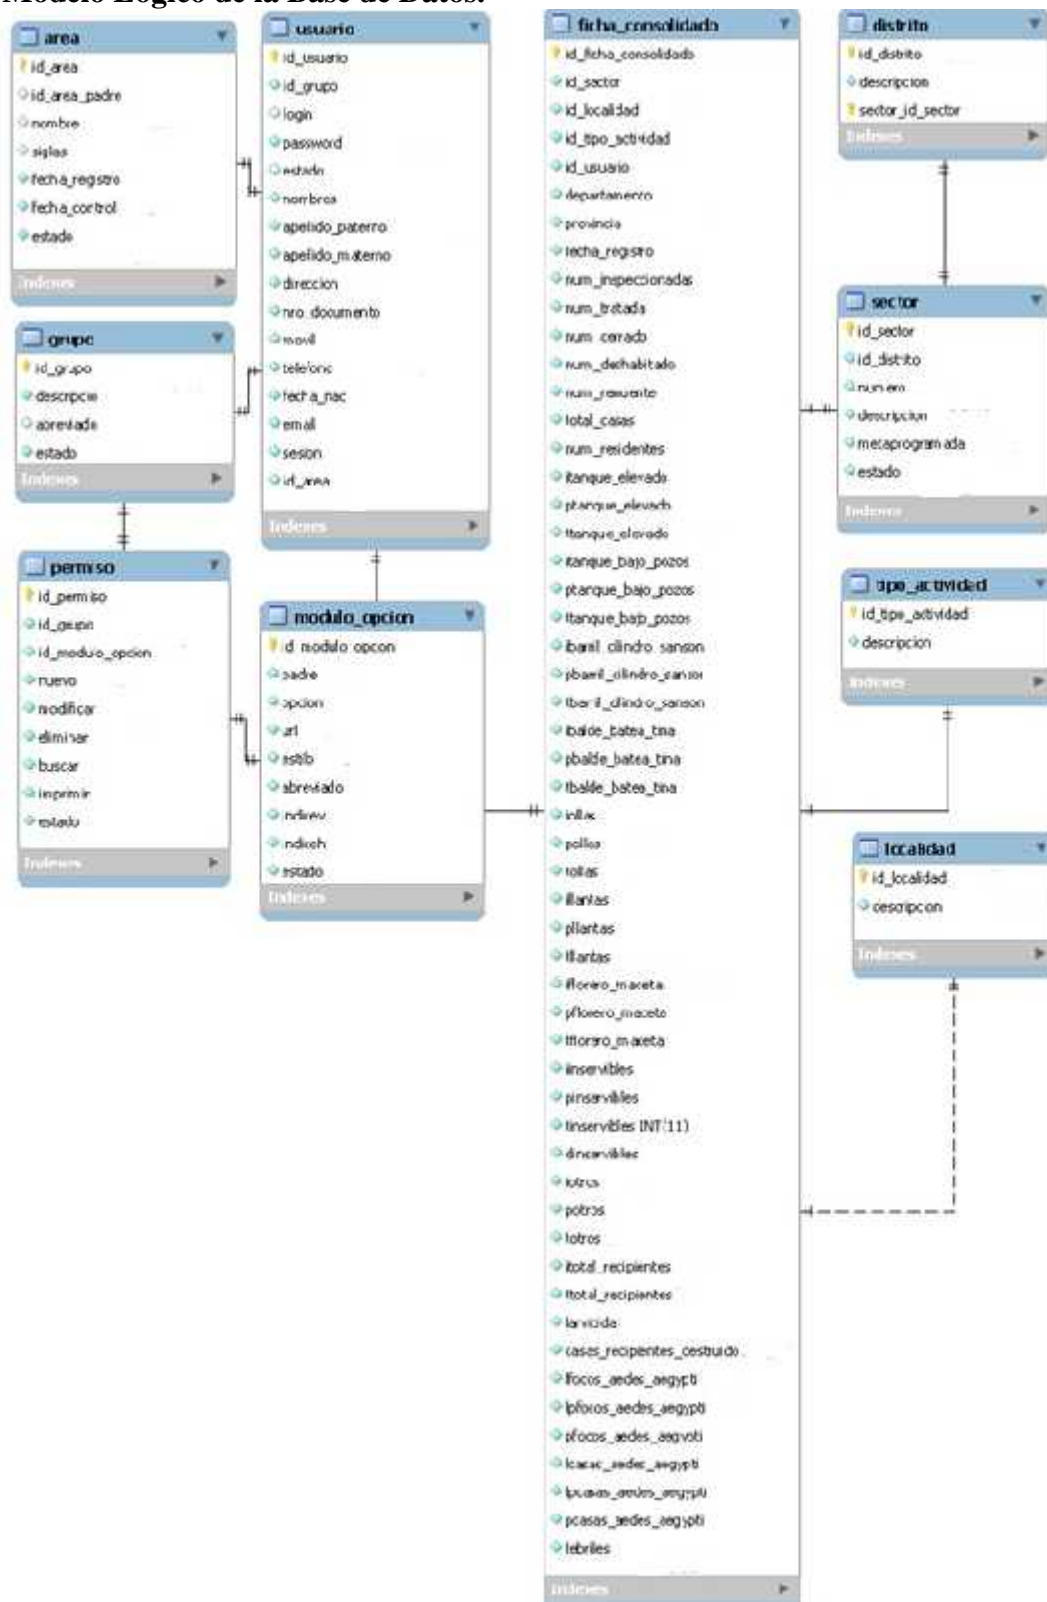 Modelo Lógico de la Base de Datos.
area
id_area
id_area_padre
nombre
siglas
fecha_registro
fecha_control
estado
Indexes
grupo
id_grupo
descripcio
abreviado
estado
Indexes
permiso
id_permiso
id_grupo
id_modulo_opcion
nuevo
modificar
eliminar
buscar
imprimir
estado
Indexes
usuario
id_usuario
id_grupo
login
password
estado
nombres
apellido_paterno
apellido_materno
direccion
nro_documento
movil
telefono
fecha_nac
email
sesion
id_area
Indexes
modulo_opcion
id_modulo_opcion
padre
opcion
url
estilo
abreviado
estado
Indexes
ficha_consolidado
id_ficha_consolidado
id_sector
id_localidad
id_tipo_actividad
id_usuario
departamento
provincia
fecha_registro
num_inspeccionadas
num_tratada
num_cerrado
num_deshabitado
num_renuente
total_casas
num_residentes
itanque_elevado
ptanque_elevado
ttanque_elevado
itanque_bajo_pozos
ptanque_bajo_pozos
ttanque_bajo_pozos
ibarril_cilindro_sanson
pbarril_cilindro_sanson
tbarril_cilindro_sanson
ibalde_batea_tina
pbalde_batea_tina
tbalde_batea_tina
iollas
pollas
tollas
illantas
pllantas
tllantas
iflorero_maceta
pflorero_maceta
tflorero_maceta
iinservibles
pinservibles
tinservibles INT(11)
dinservibles
iotros
potros
totros
itotal_recipientes
ttotal_recipientes
larvicida
casas_recipientes_destruido
ifocos_aedes_aegypti
ipfocos_aedes_aegypti
pfocos_aedes_aegypti
icasas_aedes_aegypti
ipcasas_aedes_aegypti
pcasas_aedes_aegypti
febriles
Indexes
distrito
id_distrito
descripcion
sector_id_sector
Indexes
sector
id_sector
id_distrito
numero
descripcion
metaprogramada
estado
Indexes
tipo_actividad
id_tipo_actividad
descripcion
Indexes
localidad
id_localidad
descripcion
Indexes